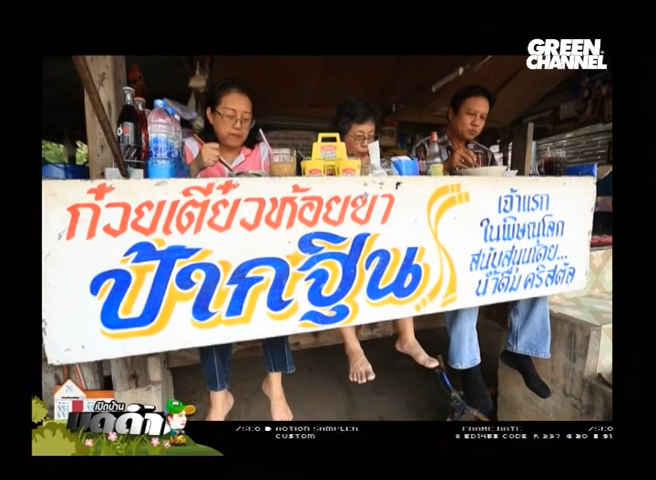 GREEN
CHANNEL
ก๋วยเตี๋ยวห้อยขา
ป้ากฐิน
เจ้าแรก
ในพิษณุโลก
สนับสนุนโดย...
น้ำดื่ม คริสตัล
pepsi
เปิดบ้าน
CUSTOM